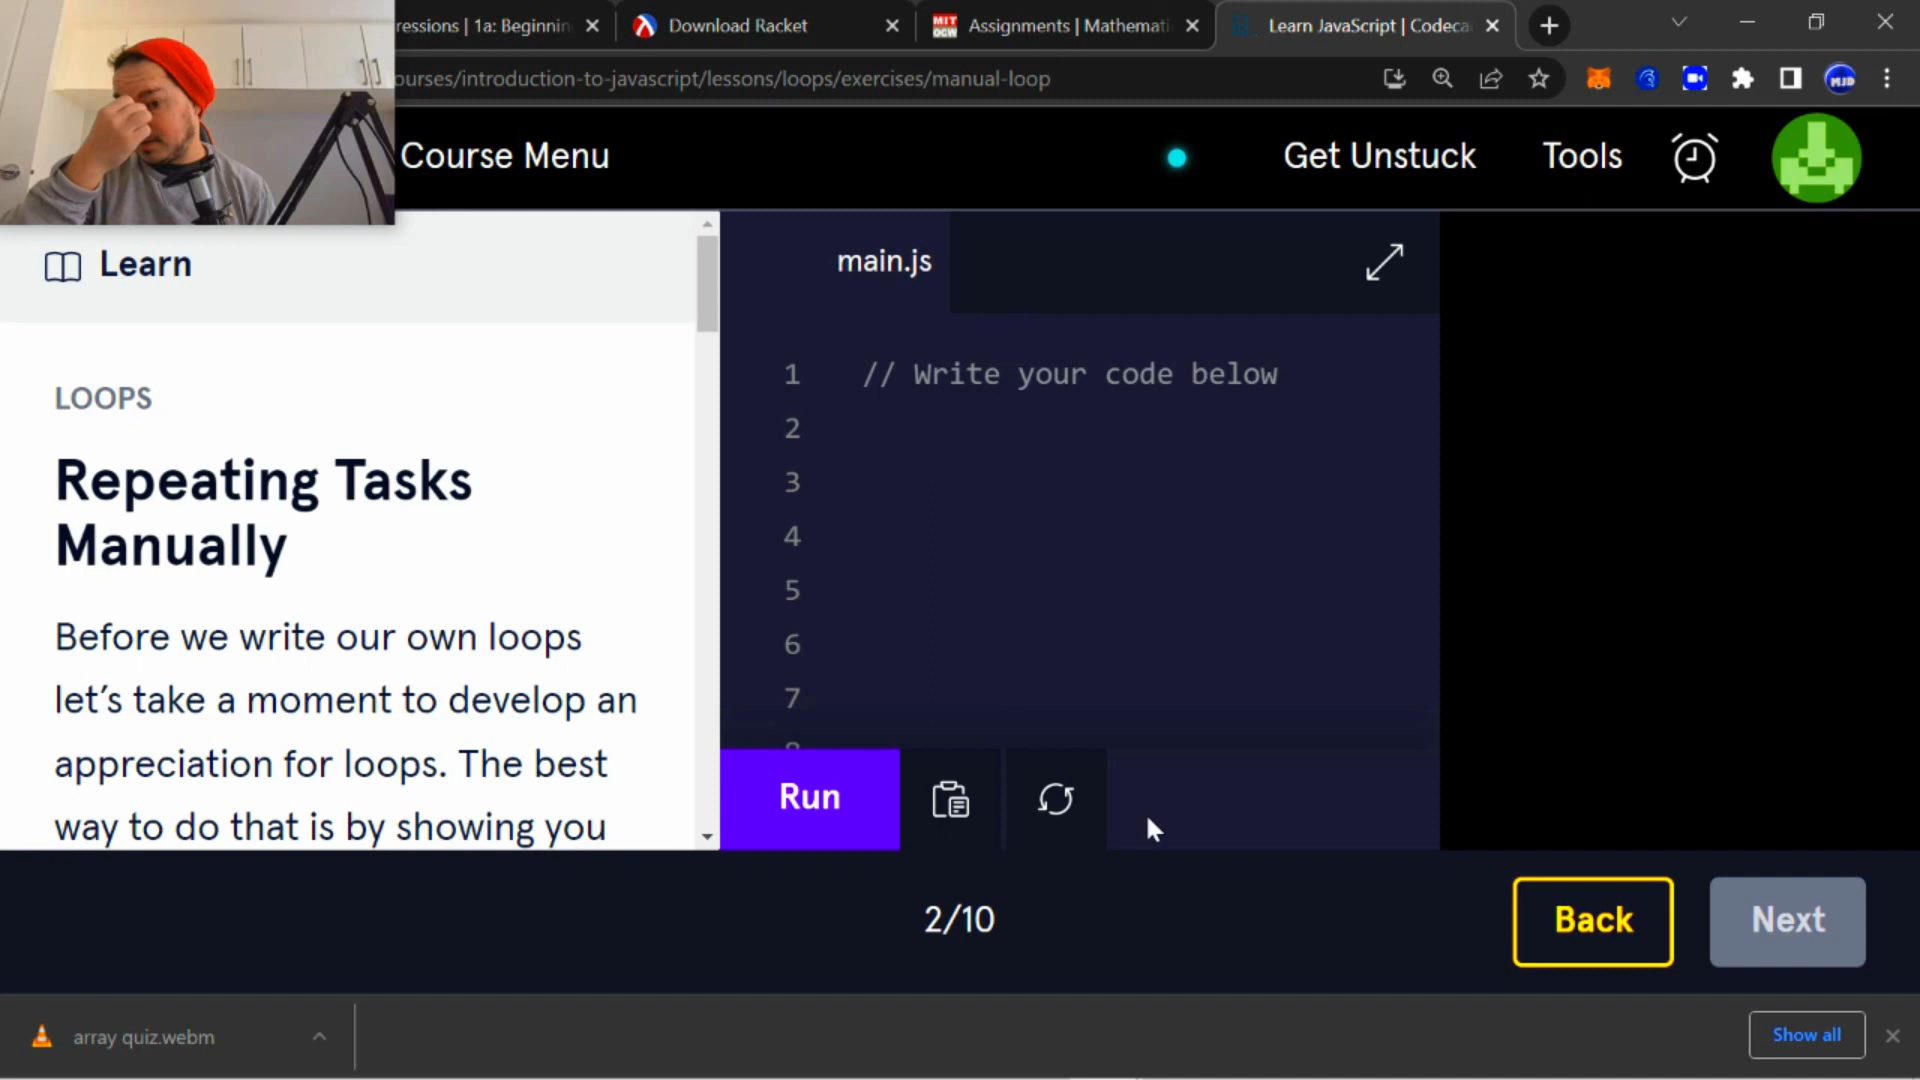 ressions | 1a: Beginnin
Download Racket
MIT OCW
Assignments | Mathemati
Learn JavaScript | Codeca
ourses/introduction-to-javascript/lessons/loops/exercises/manual-loop
MJD
Course Menu
Get Unstuck
Tools
Learn
main.js
LOOPS
Repeating Tasks
Manually
Before we write our own loops
let’s take a moment to develop an
appreciation for loops. The best
way to do that is by showing you
1 // Write your code below
2
3
4
5
6
7
8
Run
2/10
Back
Next
array quiz.webm
Show all